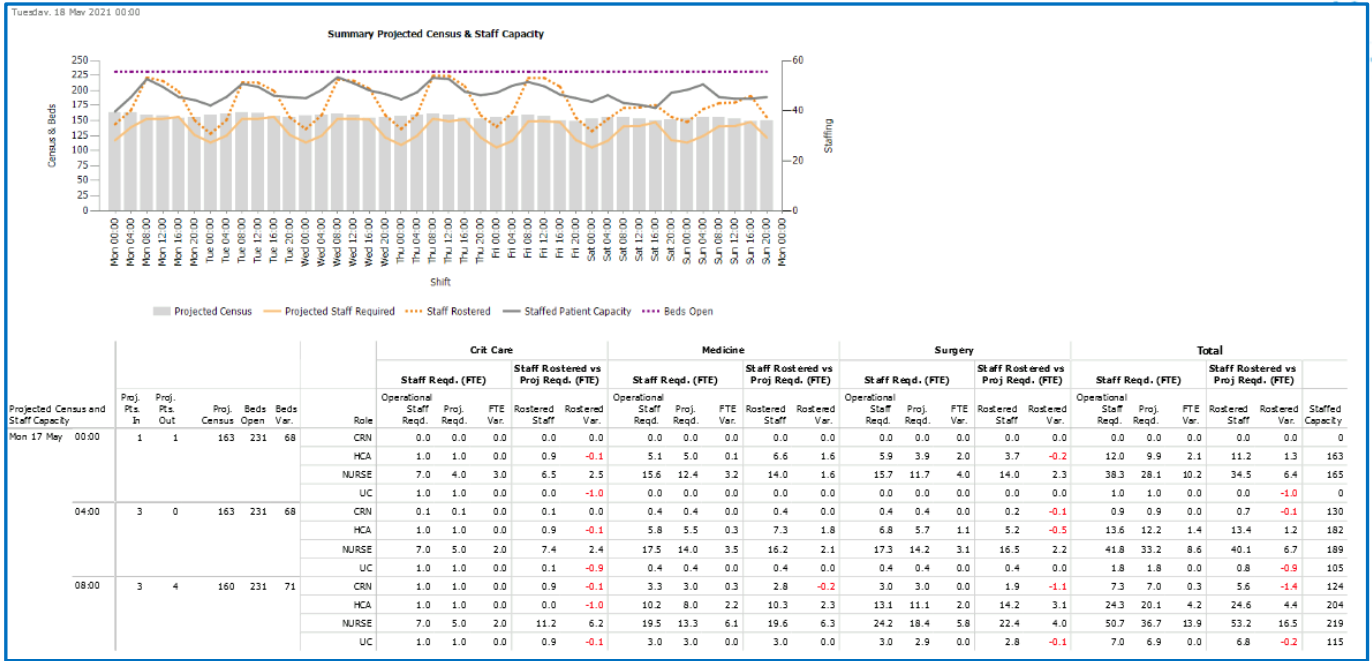 Tuesday, 18 May 2021 00:00
Summary Projected Census & Staff Capacity
250
225
200
175
150
125
100
75
50
25
0
Census & Beds
60
40
20
0
Staffing
Mon 00:00
Mon 04:00
Mon 08:00
Mon 12:00
Mon 16:00
Mon 20:00
Tue 00:00
Tue 04:00
Tue 08:00
Tue 12:00
Tue 16:00
Tue 20:00
Wed 00:00
Wed 04:00
Wed 08:00
Wed 12:00
Wed 16:00
Wed 20:00
Thu 00:00
Thu 04:00
Thu 08:00
Thu 12:00
Thu 16:00
Thu 20:00
Fri 00:00
Fri 04:00
Fri 08:00
Fri 12:00
Fri 16:00
Fri 20:00
Sat 00:00
Sat 04:00
Sat 08:00
Sat 12:00
Sat 16:00
Sat 20:00
Sun 00:00
Sun 04:00
Sun 08:00
Sun 12:00
Sun 16:00
Sun 20:00
Mon 00:00
Shift
Projected Census Projected Staff Required Staff Rostered Staffed Patient Capacity Beds Open
Crit Care Medicine Surgery Total
Staff Reqd. (FTE) Staff Rostered vs Proj Reqd. (FTE) Staff Reqd. (FTE) Staff Rostered vs Proj Reqd. (FTE) Staff Reqd. (FTE) Staff Rostered vs Proj Reqd. (FTE) Staff Reqd. (FTE) Staff Rostered vs Proj Reqd. (FTE)
Projected Census and Staff Capacity Proj. Pts. In Proj. Pts. Out Proj. Census Beds Open Beds Var. Role Operational Staff Reqd. Proj. Reqd. FTE Var. Rostered Staff Rostered Var. Operational Staff Reqd. Proj. Reqd. FTE Var. Rostered Staff Rostered Var. Operational Staff Reqd. Proj. Reqd. FTE Var. Rostered Staff Rostered Var. Operational Staff Reqd. Proj. Reqd. FTE Var. Rostered Staff Rostered Var. Staffed Capacity
Mon 17 May 00:00 1 1 163 231 68 CRN 0.0 0.0 0.0 0.0 0.0 0.0 0.0 0.0 0.0 0.0 0.0 0.0 0.0 0.0 0.0 0.0 0.0 0.0 0.0 0.0 0
HCA 1.0 1.0 0.0 0.9 -0.1 5.1 5.0 0.1 6.6 1.6 5.9 3.9 2.0 3.7 -0.2 12.0 9.9 2.1 11.2 1.3 163
NURSE 7.0 4.0 3.0 6.5 2.5 15.6 12.4 3.2 14.0 1.6 15.7 11.7 4.0 14.0 2.3 38.3 28.1 10.2 34.5 6.4 165
UC 1.0 1.0 0.0 0.0 -1.0 0.0 0.0 0.0 0.0 0.0 0.0 0.0 0.0 0.0 0.0 1.0 1.0 0.0 0.0 -1.0 0
04:00 3 0 163 231 68 CRN 0.1 0.1 0.0 0.1 0.0 0.4 0.4 0.0 0.4 0.0 0.4 0.4 0.0 0.2 -0.1 0.9 0.9 0.0 0.7 -0.1 130
HCA 1.0 1.0 0.0 0.9 -0.1 5.8 5.5 0.3 7.3 1.8 6.8 5.7 1.1 5.2 -0.5 13.6 12.2 1.4 13.4 1.2 182
NURSE 7.0 5.0 2.0 7.4 2.4 17.5 14.0 3.5 16.2 2.1 17.3 14.2 3.1 16.5 2.2 41.8 33.2 8.6 40.1 6.7 189
UC 1.0 1.0 0.0 0.1 -0.9 0.4 0.4 0.0 0.4 0.0 0.4 0.4 0.0 0.4 0.0 1.8 1.8 0.0 0.8 -0.9 105
08:00 3 4 160 231 71 CRN 1.0 1.0 0.0 0.9 -0.1 3.3 3.0 0.3 2.8 -0.2 3.0 3.0 0.0 1.9 -1.1 7.3 7.0 0.3 5.6 -1.4 124
HCA 1.0 1.0 0.0 0.0 -1.0 10.2 8.0 2.2 10.3 2.3 13.1 11.1 2.0 14.2 3.1 24.3 20.1 4.2 24.6 4.4 204
NURSE 7.0 5.0 2.0 11.2 6.2 19.5 13.3 6.1 19.6 6.3 24.2 18.4 5.8 22.4 4.0 50.7 36.7 13.9 53.2 16.5 219
UC 1.0 1.0 0.0 0.9 -0.1 3.0 3.0 0.0 3.0 0.0 3.0 2.9 0.0 2.8 -0.1 7.0 6.9 0.0 6.8 -0.2 115